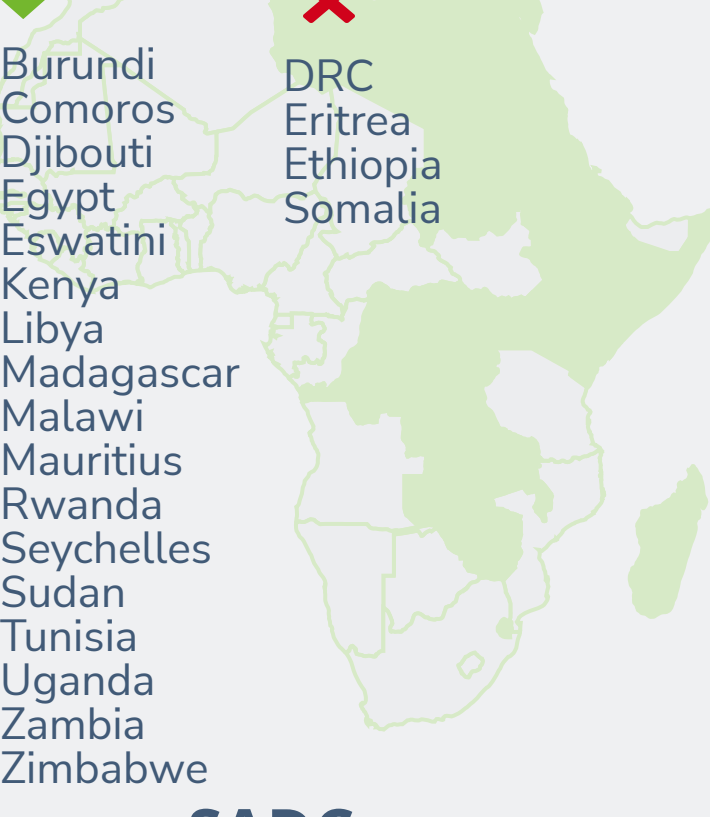 Burundi
Comoros
Djibouti
Egypt
Eswatini
Kenya
Libya
Madagascar
Malawi
Mauritius
Rwanda
Seychelles
Sudan
Tunisia
Uganda
Zambia
Zimbabwe
DRC
Eritrea
Ethiopia
Somalia
SADC